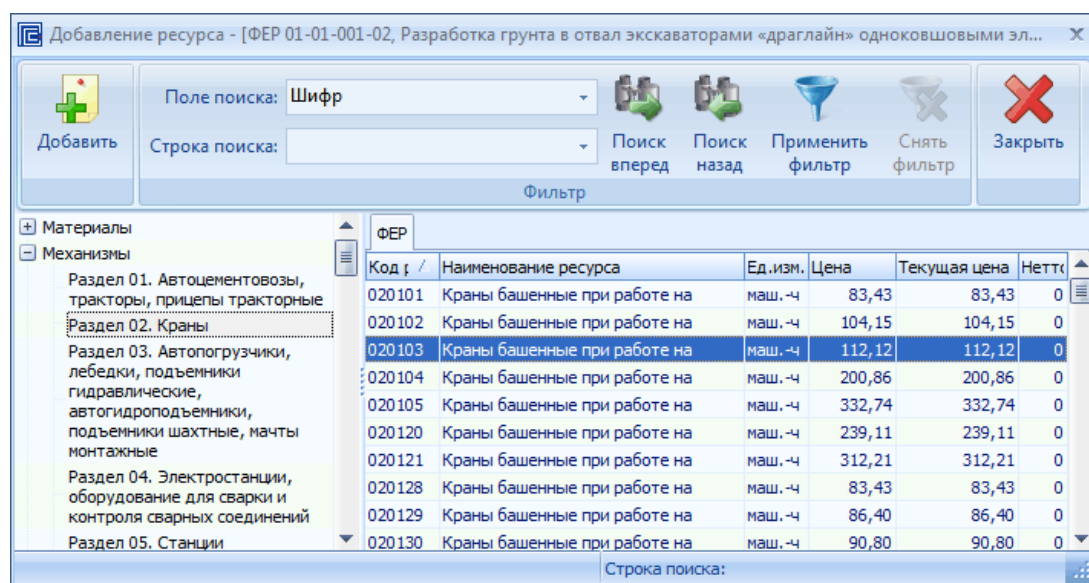 Добавление ресурса - [ФЕР 01-01-001-02, Разработка грунта в отвал экскаваторами «драглайн» одноковшовыми эл...
Добавить
Поле поиска: Шифр
Строка поиска:
Поиск вперед
Поиск назад
Применить фильтр
Снять фильтр
Закрыть
Фильтр
Материалы
Механизмы
Раздел 01. Автоцементовозы,
тракторы, прицепы тракторные
Раздел 02. Краны
Раздел 03. Автопогрузчики,
лебедки, подъемники
гидравлические,
автогидроподъемники,
подъемники шахтные, мачты
монтажные
Раздел 04. Электростанции,
оборудование для сварки и
контроля сварных соединений
Раздел 05. Станции
ФЕР
Код р Наименование ресурса Ед.изм. Цена Текущая цена Нетто
020101 Краны башенные при работе на маш.-ч 83,43 83,43 0
020102 Краны башенные при работе на маш.-ч 104,15 104,15 0
020103 Краны башенные при работе на маш.-ч 112,12 112,12 0
020104 Краны башенные при работе на маш.-ч 200,86 200,86 0
020105 Краны башенные при работе на маш.-ч 332,74 332,74 0
020120 Краны башенные при работе на маш.-ч 239,11 239,11 0
020121 Краны башенные при работе на маш.-ч 312,21 312,21 0
020128 Краны башенные при работе на маш.-ч 83,43 83,43 0
020129 Краны башенные при работе на маш.-ч 86,40 86,40 0
020130 Краны башенные при работе на маш.-ч 90,80 90,80 0
Строка поиска: